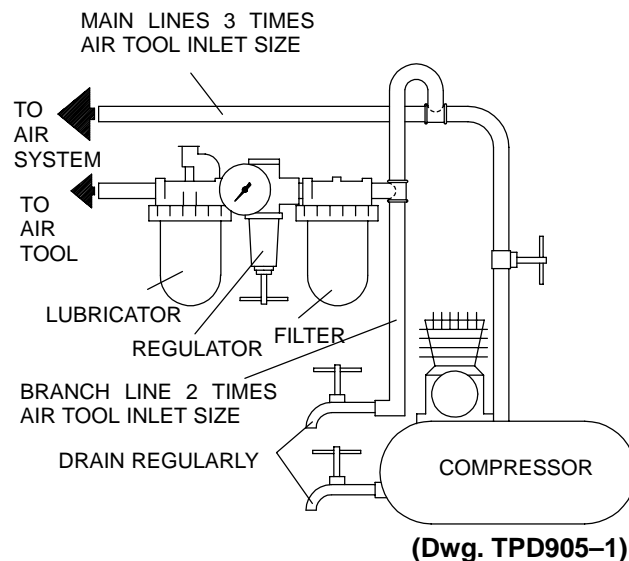 MAIN LINES 3 TIMES
AIR TOOL INLET SIZE
TO
AIR
SYSTEM
TO
AIR
TOOL
LUBRICATOR
REGULATOR
FILTER
BRANCH LINE 2 TIMES
AIR TOOL INLET SIZE
DRAIN REGULARLY
COMPRESSOR
(Dwg. TPD905–1)